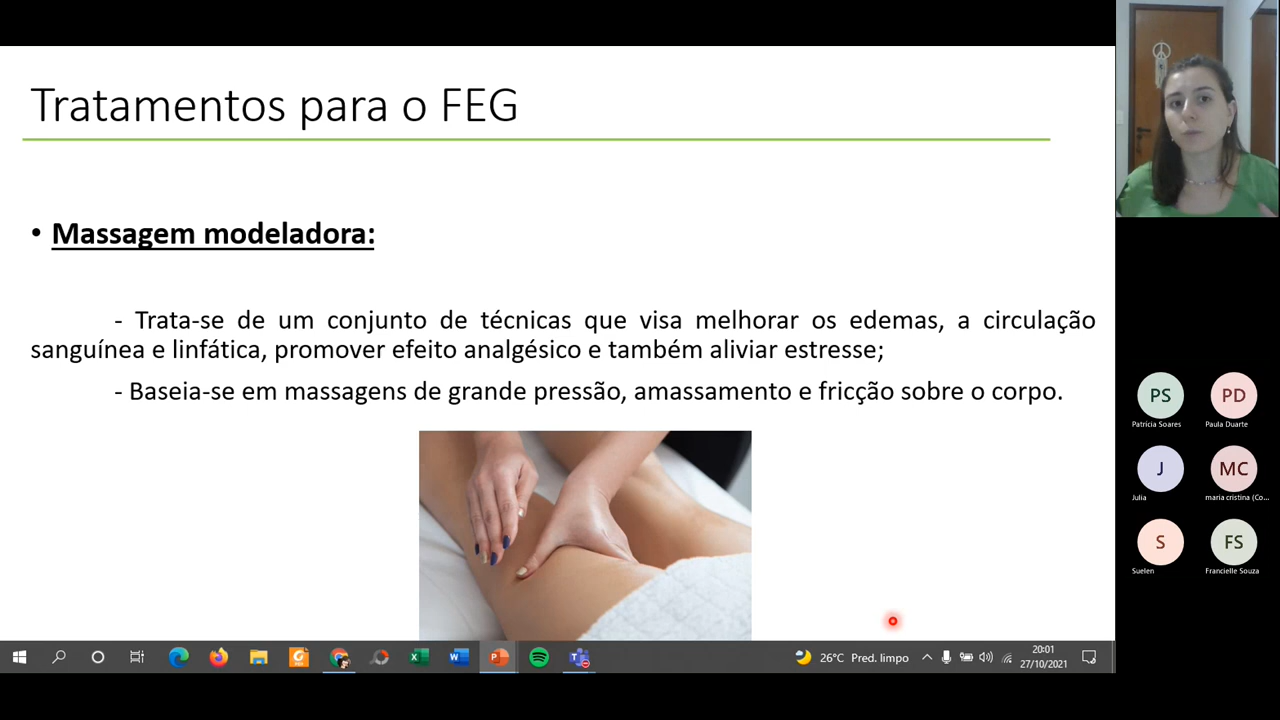 Tratamentos para o FEG
• Massagem modeladora:
- Trata-se de um conjunto de técnicas que visa melhorar os edemas, a circulação
sanguínea e linfática, promover efeito analgésico e também aliviar estresse;
- Baseia-se em massagens de grande pressão, amassamento e fricção sobre o corpo.
PS
PD
Patrícia Soares
Paula Duarte
J
MC
Julia
maria cristina (Co...
S
FS
Suelen
Francielle Souza
26°C Pred. limpo
20:01
27/10/2021